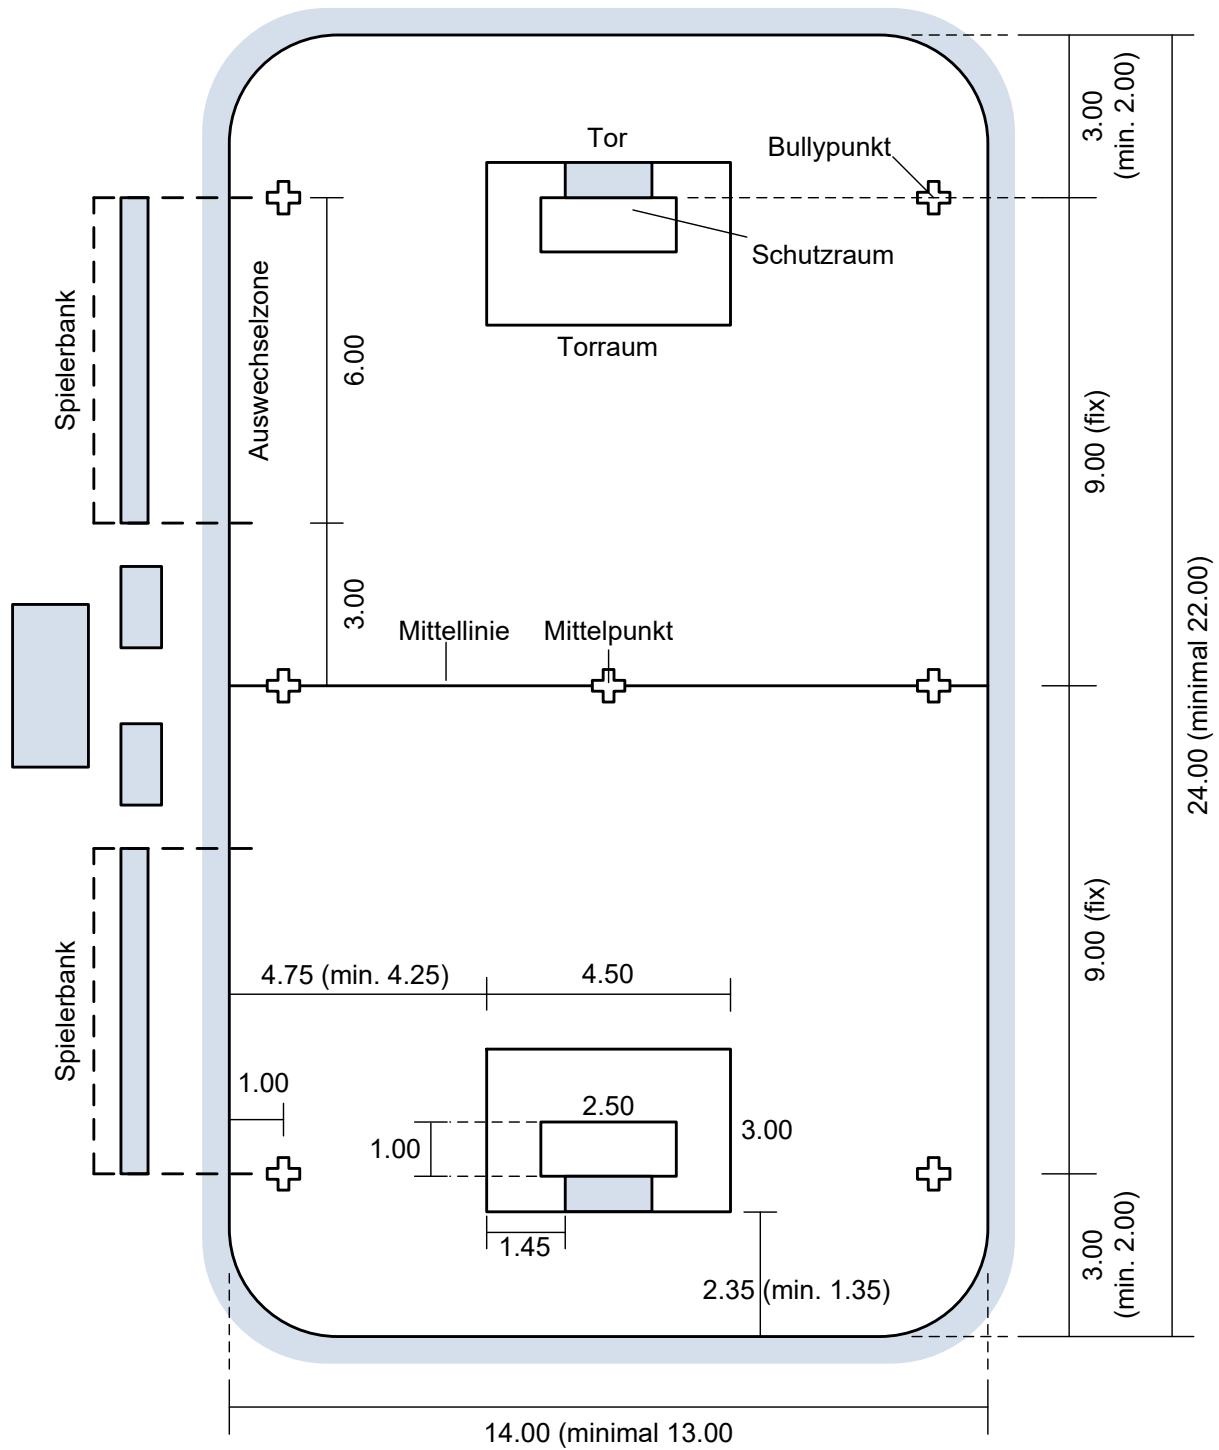 3.00
(min. 2.00)
Tor
Bullypunkt
Schutzraum
Spielerbank
Auswechselzone
6.00
Torraum
9.00 (fix)
3.00
Mittellinie
Mittelpunkt
24.00 (minimal 22.00)
9.00 (fix)
Spielerbank
4.75 (min. 4.25)
4.50
1.00
2.50
1.00
3.00
1.45
2.35 (min. 1.35)
3.00
(min. 2.00)
14.00 (minimal 13.00